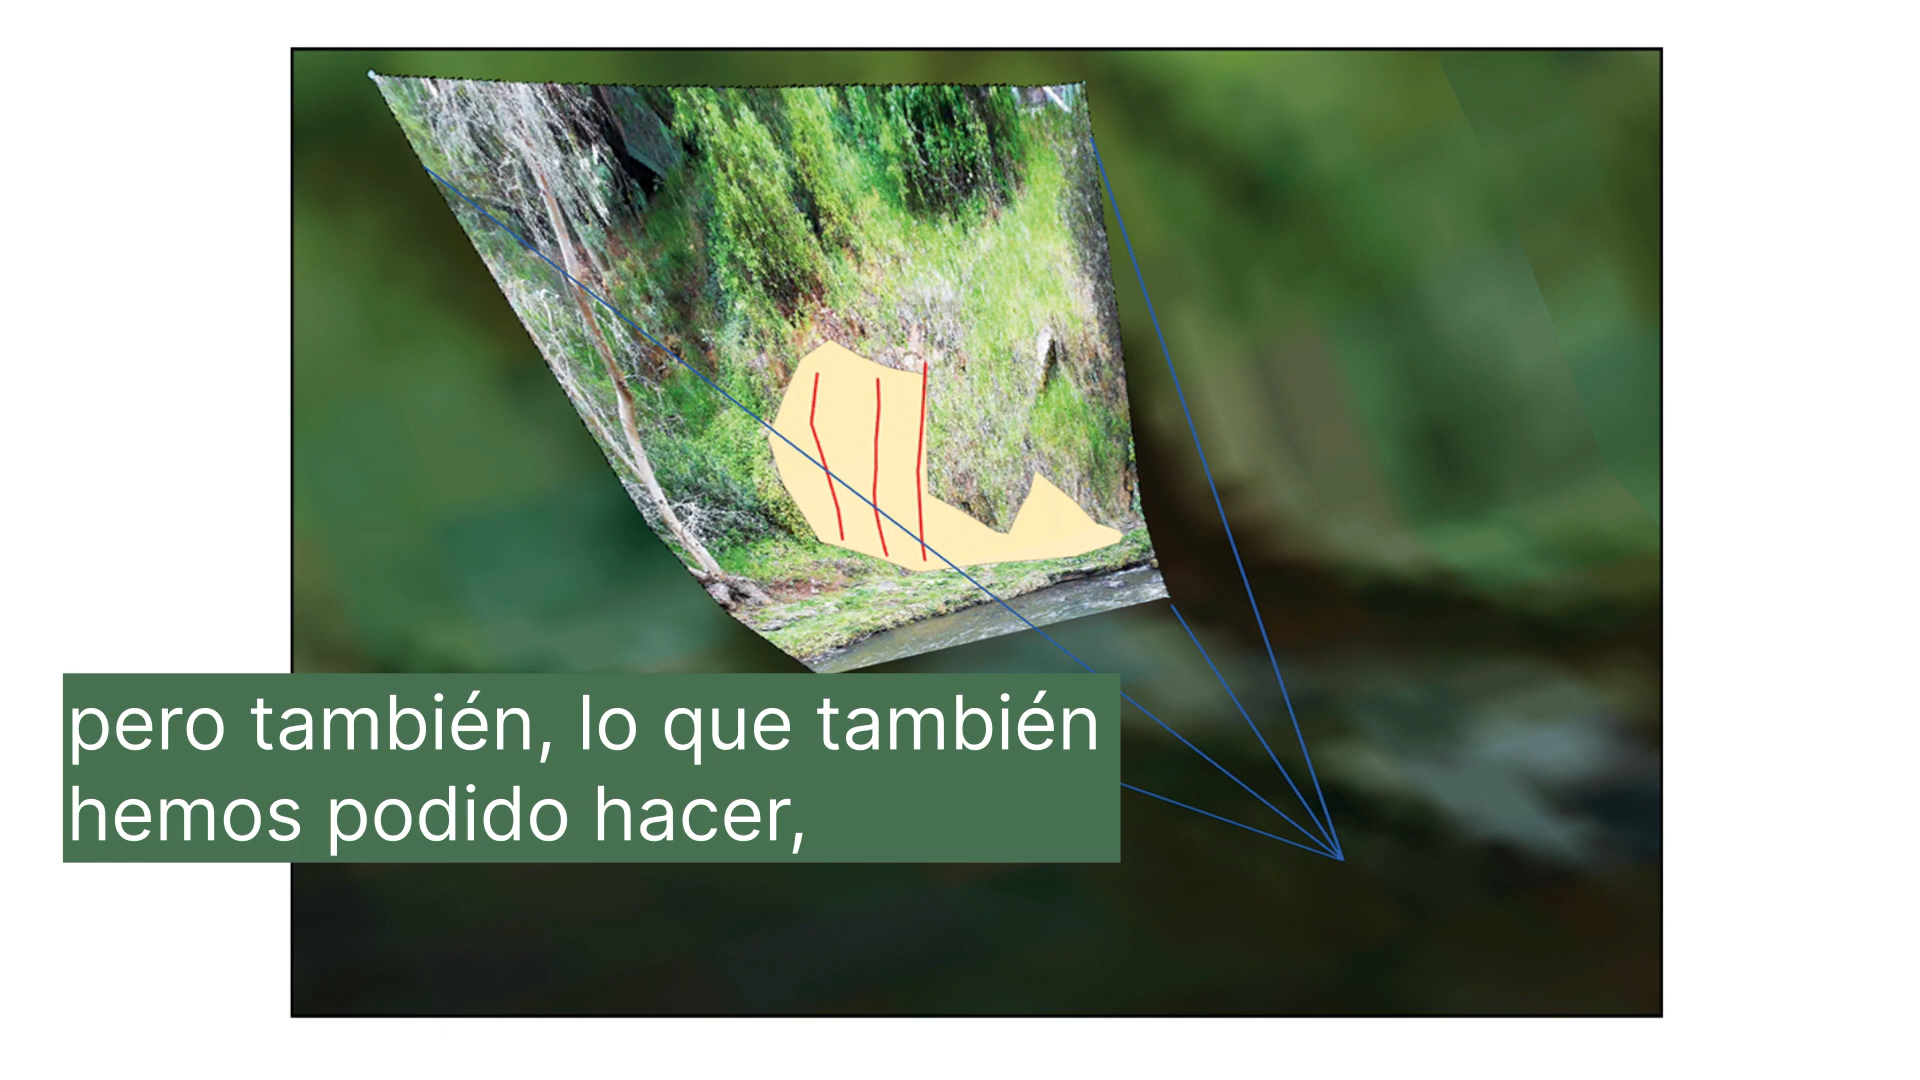 pero también, lo que también
hemos podido hacer,